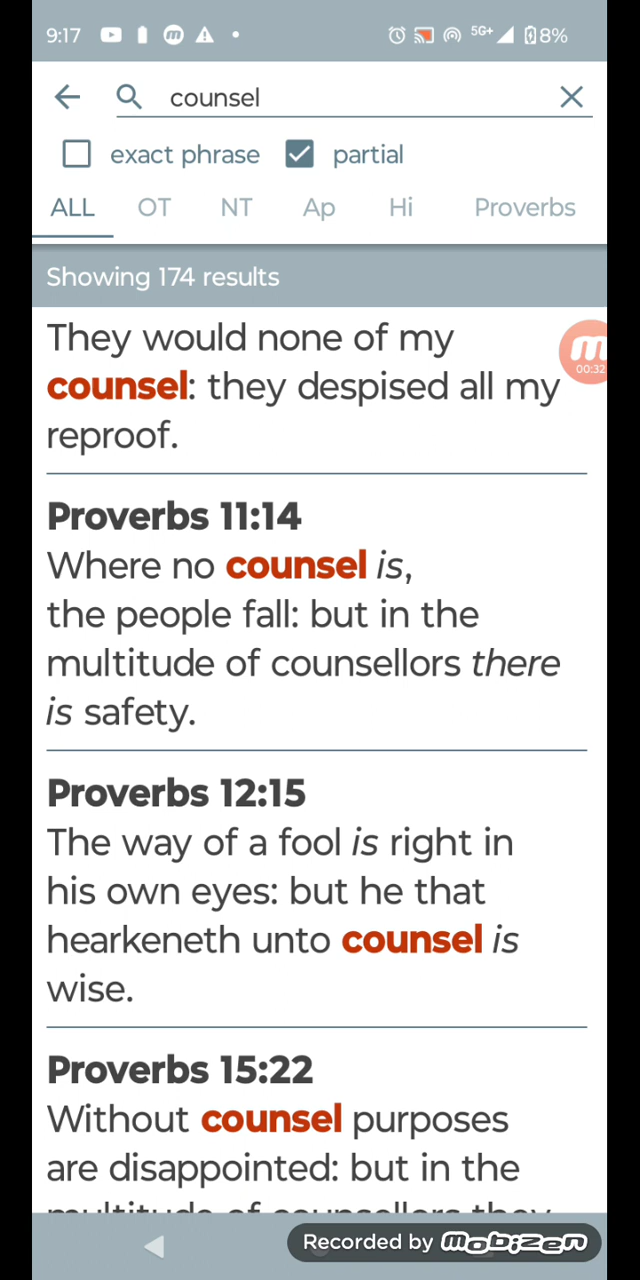 9:17 m 5G+ 8%
counsel
exact phrase partial
ALL OT NT Ap Hi Proverbs
Showing 174 results
They would none of my
counsel: they despised all my
reproof.
m
00:32
Proverbs 11:14
Where no counsel is,
the people fall: but in the
multitude of counsellors there
is safety.
Proverbs 12:15
The way of a fool is right in
his own eyes: but he that
hearkeneth unto counsel is
wise.
Proverbs 15:22
Without counsel purposes
are disappointed: but in the
multitude of counsellors they
Recorded by mobizen